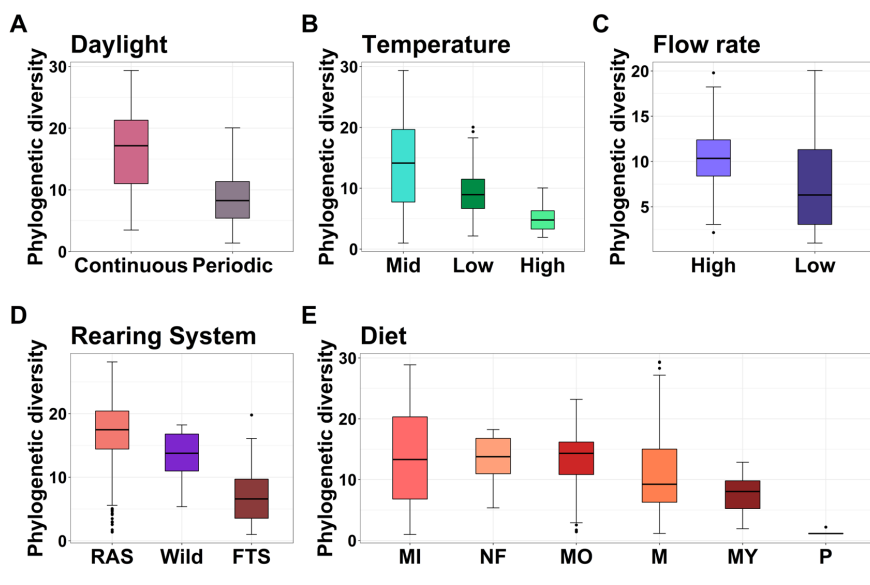 A
Daylight
Phylogenetic diversity
30
20
10
0
Continuous Periodic
B
Temperature
Phylogenetic diversity
30
20
10
0
Mid Low High
C
Flow rate
Phylogenetic diversity
20
15
10
5
High Low
D
Rearing System
Phylogenetic diversity
20
10
0
RAS Wild FTS
E
Diet
Phylogenetic diversity
30
20
10
0
MI NF MO M MY P